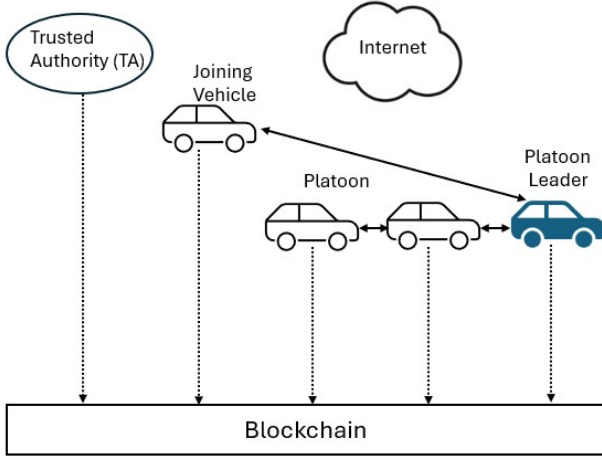 Trusted
Authority (TA)
Internet
Joining
Vehicle
Platoon
Platoon
Leader
Blockchain